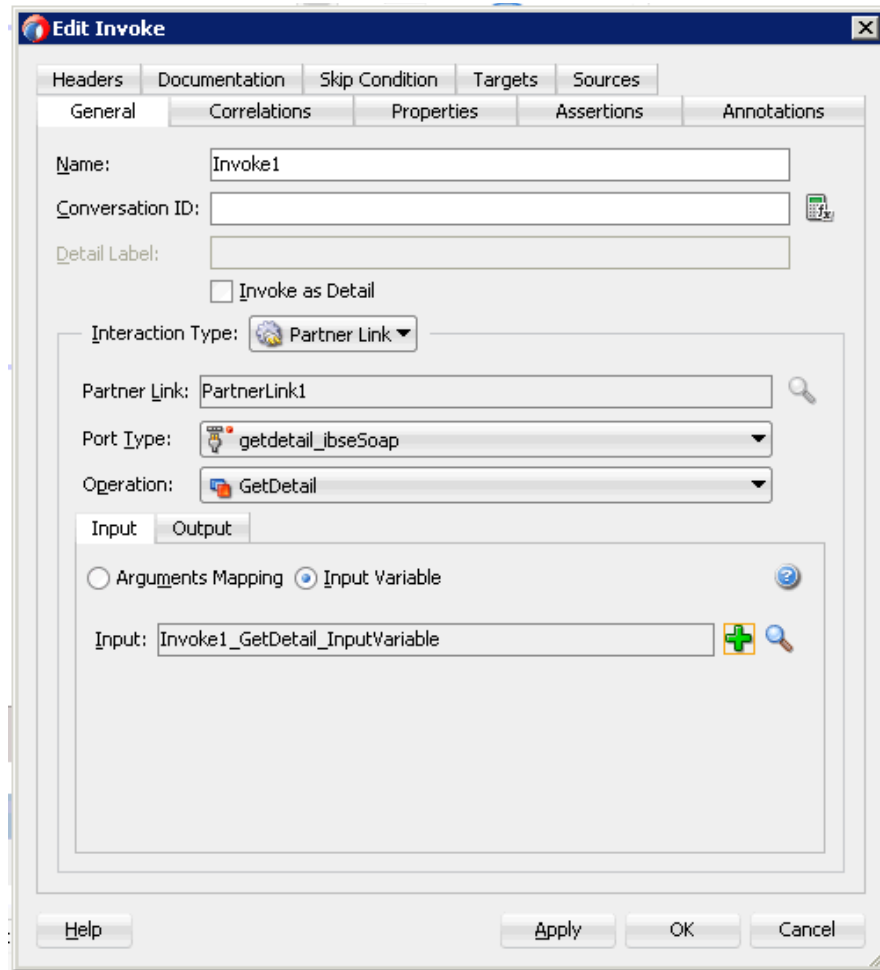 Edit Invoke
Headers Documentation Skip Condition Targets Sources
General Correlations Properties Assertions Annotations
Name: Invoke1
Conversation ID:
Detail Label:
Invoke as Detail
Interaction Type: Partner Link
Partner Link: PartnerLink1
Port Type: getdetail_ibseSoap
Operation: GetDetail
Input Output
Arguments Mapping Input Variable
Input: Invoke1_GetDetail_InputVariable
Help Apply OK Cancel